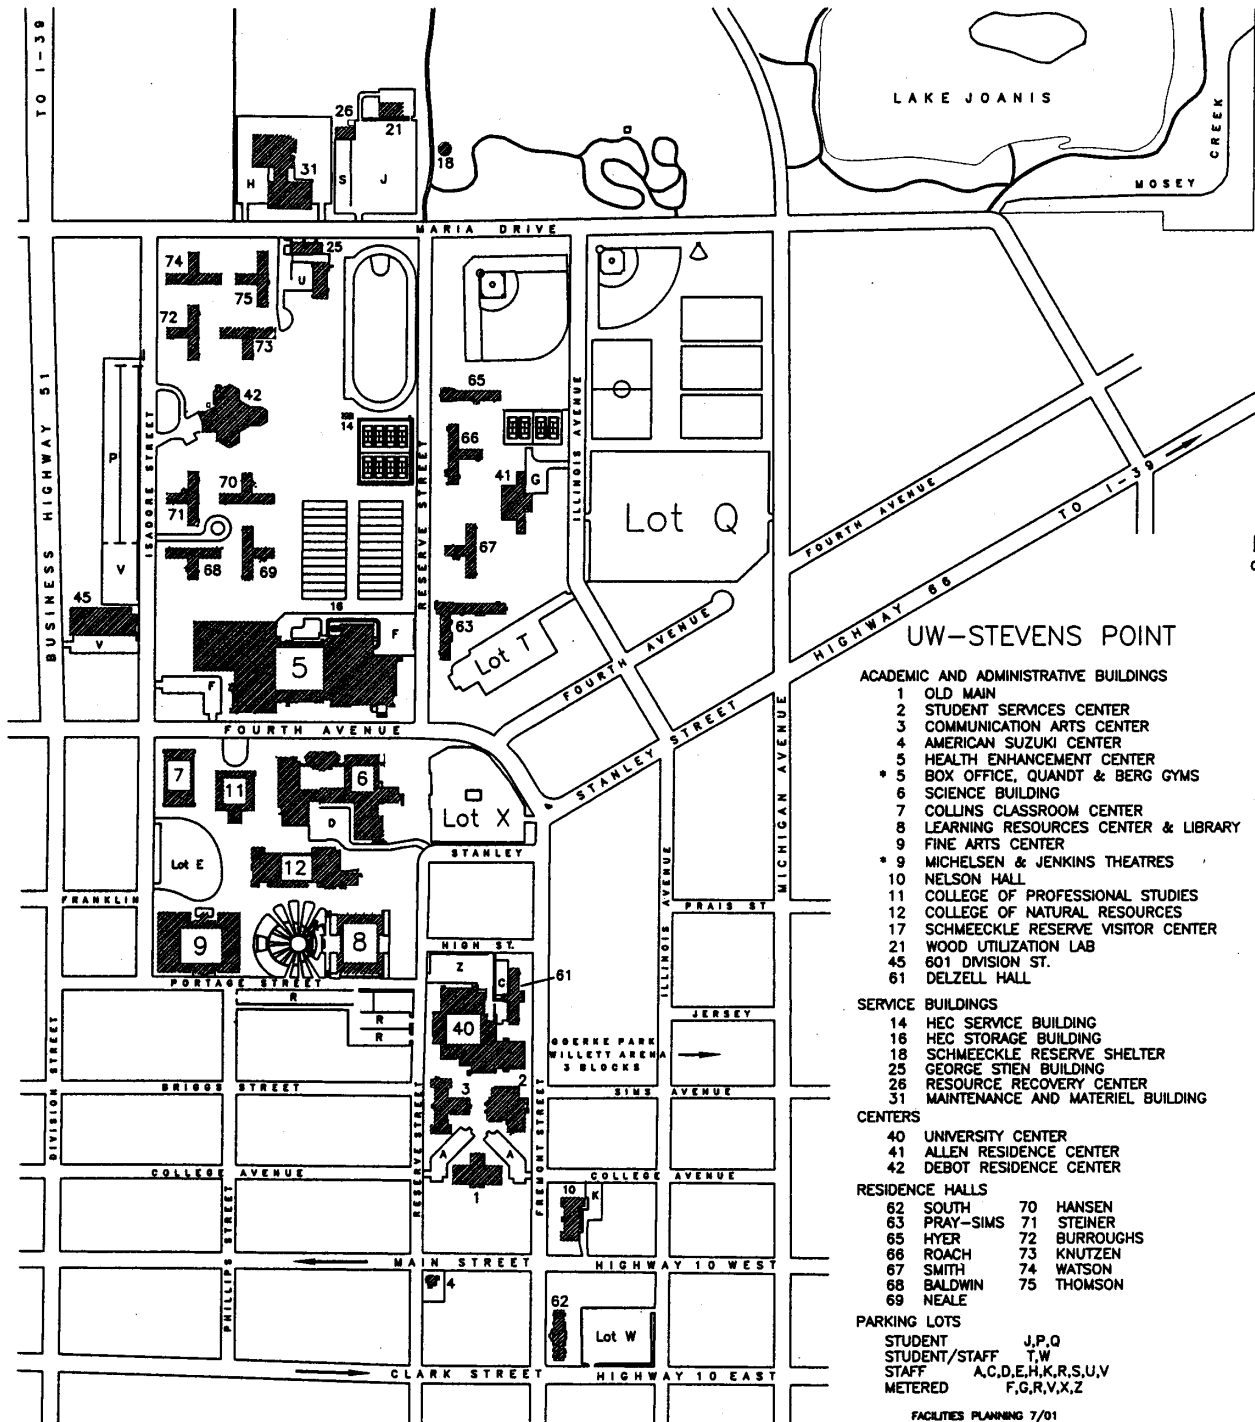 TO I-39
LAKE JOANIS
MOSEY
CREEK
26
21
18
31
H
S
J
MARIA DRIVE
25
74
75
U
72
73
BUSINESS HIGHWAY 51
ISADORE STREET
42
14
65
66
RESERVE STREET
ILLINOIS AVENUE
P
70
71
41
G
Lot Q
FOURTH AVENUE
TO I-39
HIGHWAY 66
V
68
69
67
45
V
16
63
F
5
F
Lot T
FOURTH AVENUE
FOURTH AVENUE
STANLEY STREET
MICHIGAN AVENUE
7
11
6
D
Lot X
STANLEY
Lot E
12
FRANKLIN
ILLINOIS AVENUE
PRAIS ST
9
8
HIGH ST.
PORTAGE STREET
R
R
R
Z
C
61
40
JERSEY
GOERKE PARK
WILLETT ARENA
3 BLOCKS
DIVISION STREET
BRIGGS STREET
3
2
SIMS AVENUE
RESERVE STREET
FREMONT STREET
A
A
COLLEGE AVENUE
1
COLLEGE AVENUE
10
K
PHILLIPS STREET
MAIN STREET
HIGHWAY 10 WEST
4
62
Lot W
CLARK STREET
HIGHWAY 10 EAST
UW-STEVENS POINT
ACADEMIC AND ADMINISTRATIVE BUILDINGS
1 OLD MAIN
2 STUDENT SERVICES CENTER
3 COMMUNICATION ARTS CENTER
4 AMERICAN SUZUKI CENTER
5 HEALTH ENHANCEMENT CENTER
* 5 BOX OFFICE, QUANDT & BERG GYMS
6 SCIENCE BUILDING
7 COLLINS CLASSROOM CENTER
8 LEARNING RESOURCES CENTER & LIBRARY
9 FINE ARTS CENTER
* 9 MICHELSEN & JENKINS THEATRES
10 NELSON HALL
11 COLLEGE OF PROFESSIONAL STUDIES
12 COLLEGE OF NATURAL RESOURCES
17 SCHMEECKLE RESERVE VISITOR CENTER
21 WOOD UTILIZATION LAB
45 601 DIVISION ST.
61 DELZELL HALL
SERVICE BUILDINGS
14 HEC SERVICE BUILDING
16 HEC STORAGE BUILDING
18 SCHMEECKLE RESERVE SHELTER
25 GEORGE STIEN BUILDING
26 RESOURCE RECOVERY CENTER
31 MAINTENANCE AND MATERIEL BUILDING
CENTERS
40 UNIVERSITY CENTER
41 ALLEN RESIDENCE CENTER
42 DEBOT RESIDENCE CENTER
RESIDENCE HALLS
62 SOUTH 70 HANSEN
63 PRAY-SIMS 71 STEINER
65 HYER 72 BURROUGHS
66 ROACH 73 KNUTZEN
67 SMITH 74 WATSON
68 BALDWIN 75 THOMSON
69 NEALE
PARKING LOTS
STUDENT J,P,Q
STUDENT/STAFF T,W
STAFF A,C,D,E,H,K,R,S,U,V
METERED F,G,R,V,X,Z
FACILITIES PLANNING 7/01